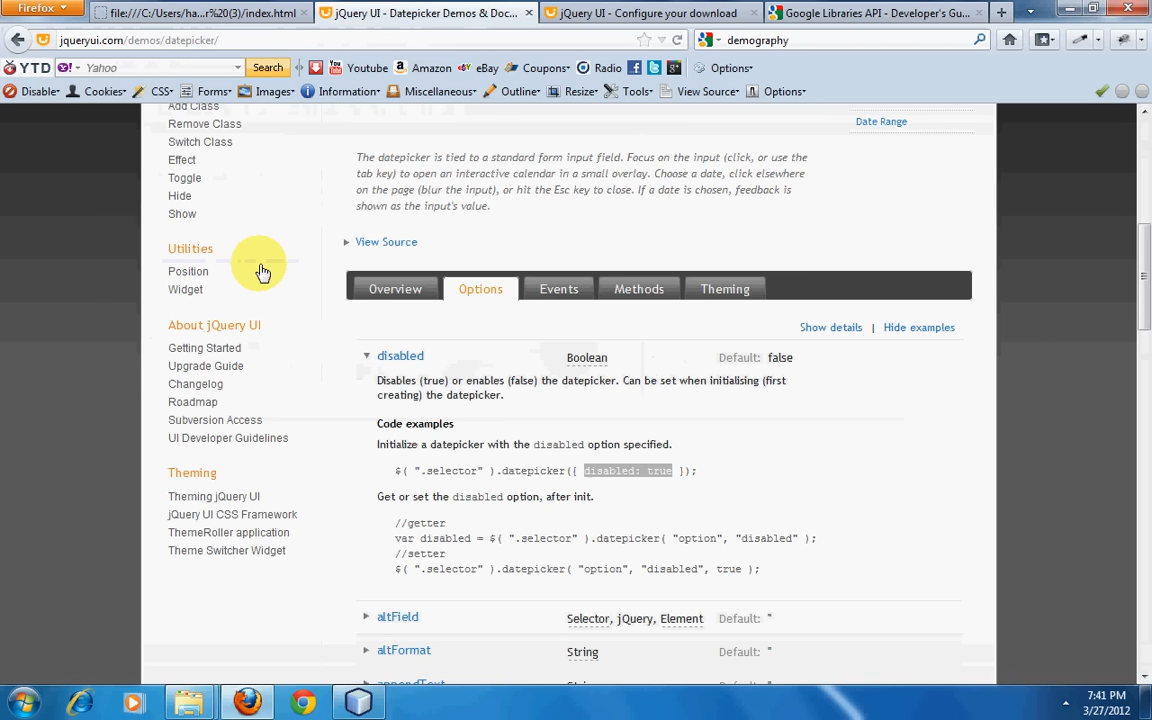 Firefox
file:///C:/Users/ha...r%20(3)/index.html
jQuery UI - Datepicker Demos & Doc...
jQuery UI - Configure your download
Google Libraries API - Developer's Gu...
jqueryui.com/demos/datepicker/
demography
YTD
Yahoo
Search
Youtube
Amazon
eBay
Coupons
Radio
Options
Disable
Cookies
CSS
Forms
Images
Information
Miscellaneous
Outline
Resize
Tools
View Source
Options
Add Class
Remove Class
Switch Class
Effect
Toggle
Hide
Show
Utilities
Position
Widget
About jQuery UI
Getting Started
Upgrade Guide
Changelog
Roadmap
Subversion Access
UI Developer Guidelines
Theming
Theming jQuery UI
jQuery UI CSS Framework
ThemeRoller application
Theme Switcher Widget
Date Range
The datepicker is tied to a standard form input field. Focus on the input (click, or use the
tab key) to open an interactive calendar in a small overlay. Choose a date, click elsewhere
on the page (blur the input), or hit the Esc key to close. If a date is chosen, feedback is
shown as the input's value.
View Source
Overview
Options
Events
Methods
Theming
Show details | Hide examples
disabled Boolean Default: false
Disables (true) or enables (false) the datepicker. Can be set when initialising (first
creating) the datepicker.
Code examples
Initialize a datepicker with the disabled option specified.
$( ".selector" ).datepicker({ disabled: true });
Get or set the disabled option, after init.
//getter
var disabled = $( ".selector" ).datepicker( "option", "disabled" );
//setter
$( ".selector" ).datepicker( "option", "disabled", true );
altField Selector, jQuery, Element Default: ''
altFormat String Default: ''
7:41 PM
3/27/2012